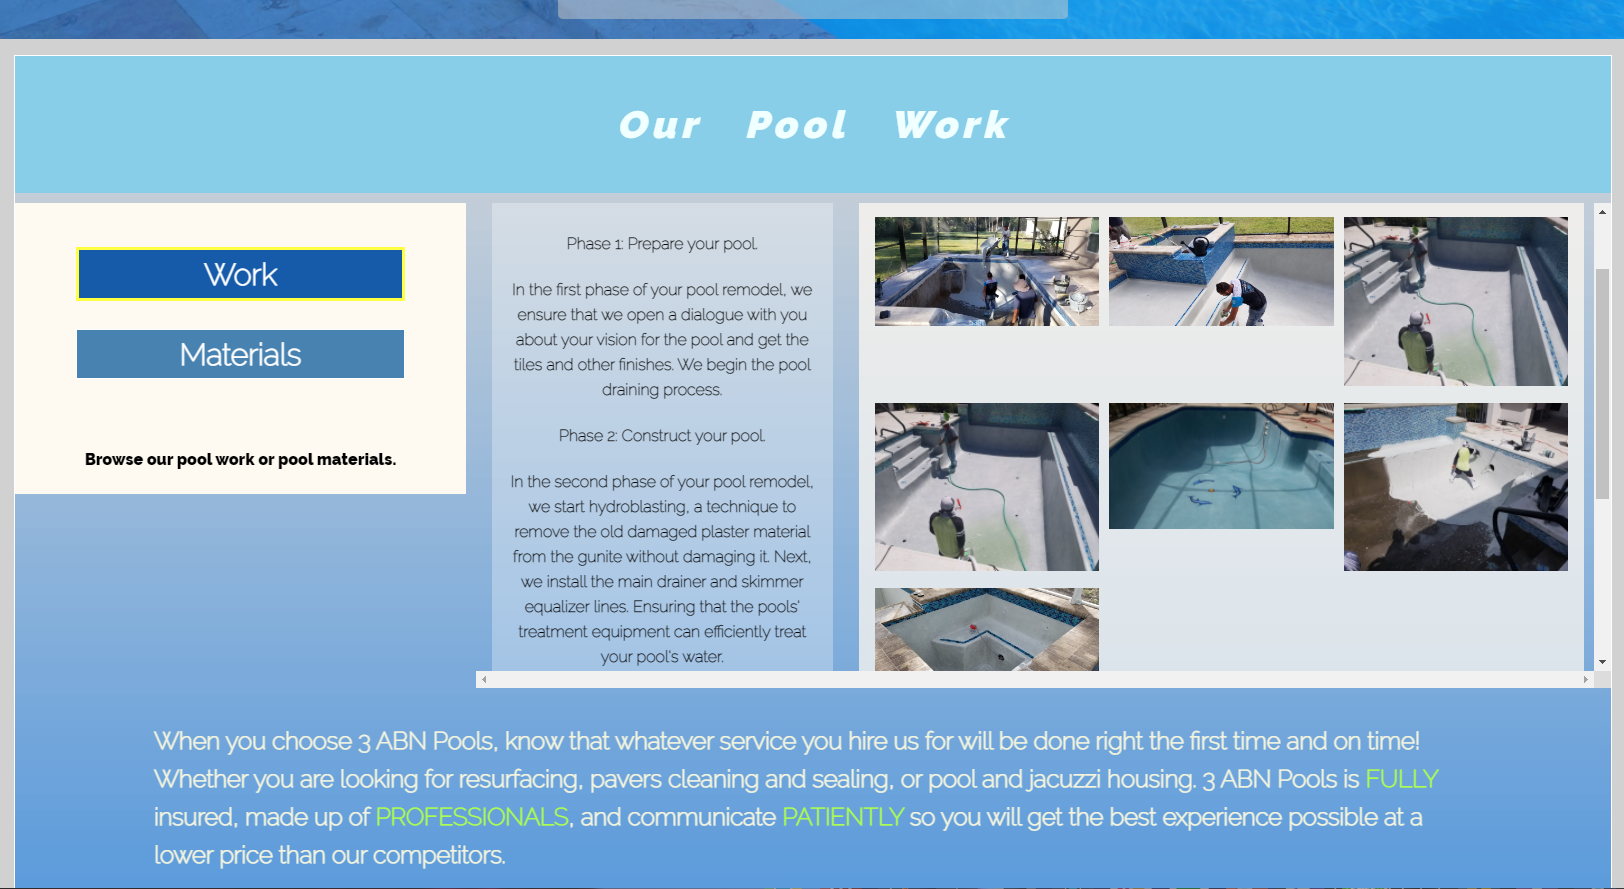 Our Pool Work
Work
Materials
Browse our pool work or pool materials.
Phase 1: Prepare your pool.
In the first phase of your pool remodel, we
ensure that we open a dialogue with you
about your vision for the pool and get the
tiles and other finishes. We begin the pool
draining process.
Phase 2: Construct your pool.
In the second phase of your pool remodel,
we start hydroblasting, a technique to
remove the old damaged plaster material
from the gunite without damaging it. Next,
we install the main drainer and skimmer
equalizer lines. Ensuring that the pools'
treatment equipment can efficiently treat
your pool's water.
When you choose 3 ABN Pools, know that whatever service you hire us for will be done right the first time and on time!
Whether you are looking for resurfacing, pavers cleaning and sealing, or pool and jacuzzi housing. 3 ABN Pools is FULLY
insured, made up of PROFESSIONALS, and communicate PATIENTLY so you will get the best experience possible at a
lower price than our competitors.